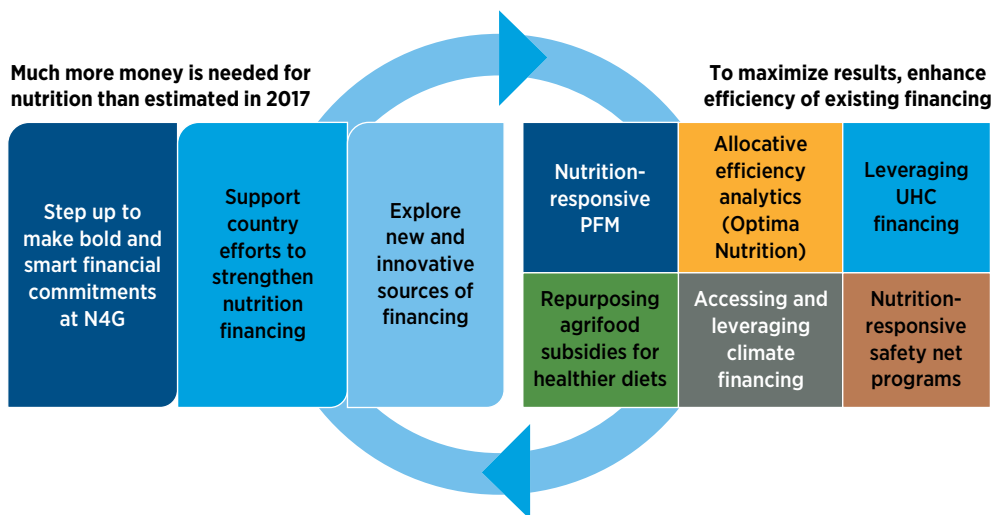 Much more money is needed for
nutrition than estimated in 2017
Step up to
make bold and
smart financial
commitments
at N4G
Support
country
efforts to
strengthen
nutrition
financing
Explore
new and
innovative
sources of
financing
To maximize results, enhance
efficiency of existing financing
Nutrition-
responsive
PFM
Allocative
efficiency
analytics
(Optima
Nutrition)
Leveraging
UHC
financing
Repurposing
agrifood
subsidies for
healthier diets
Accessing and
leveraging
climate
financing
Nutrition-
responsive
safety net
programs